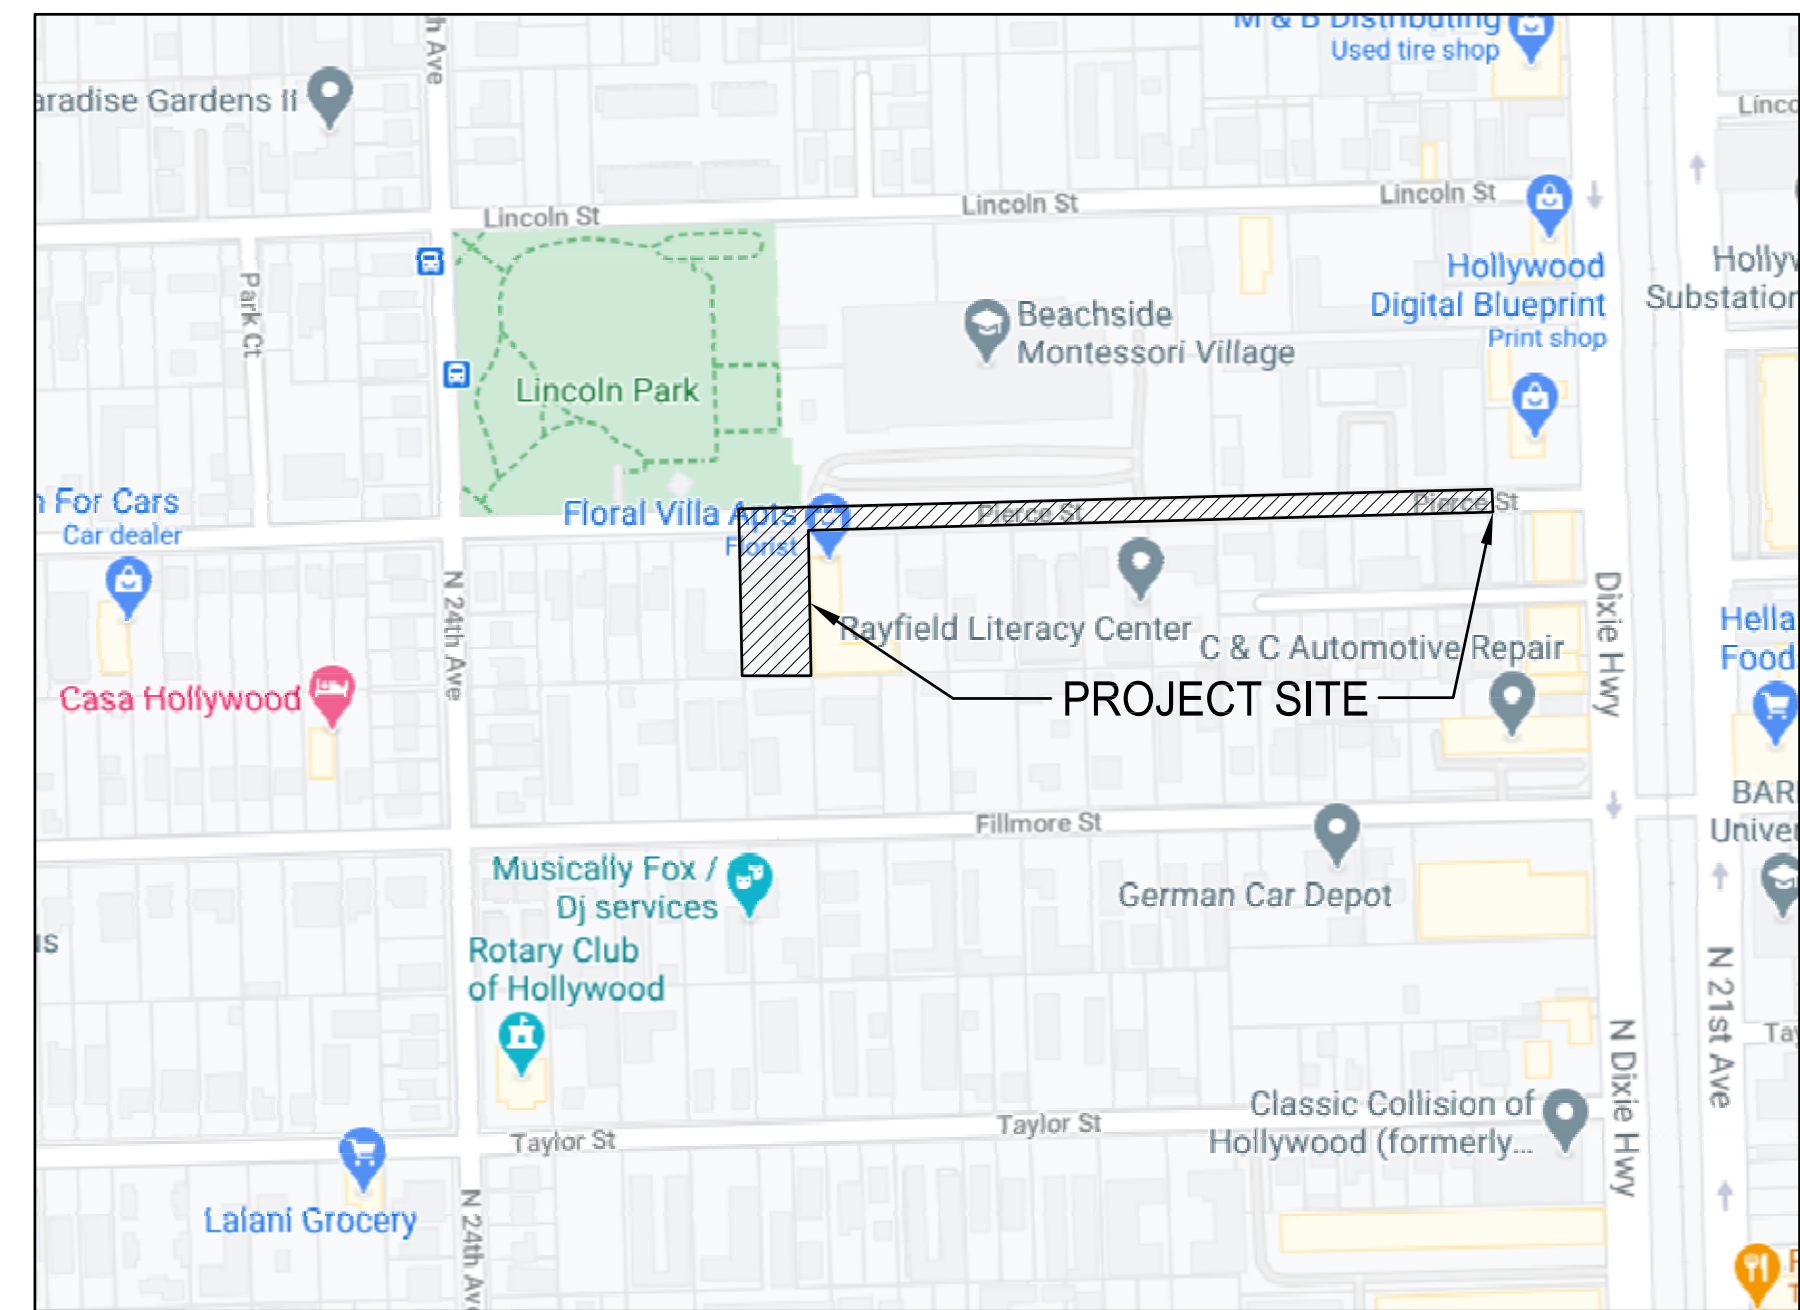 M & B Distributing
Used tire shop
h Ave
aradise Gardens II
Linco
Lincoln St
Lincoln St
Lincoln St
Park Ct
Hollywood
Digital Blueprint
Print shop
Hollyw
Substation
Beachside
Montessori Village
Lincoln Park
n For Cars
Car dealer
Floral Villa Apts
Florist
Pierce St
Pierce St
N 24th Ave
Dixie Hwy
Rayfield Literacy Center
C & C Automotive Repair
Hella
Food
Casa Hollywood
PROJECT SITE
BAR
Univer
Fillmore St
Musically Fox /
Dj services
German Car Depot
us
Rotary Club
of Hollywood
N 21st Ave
N Dixie Hwy
Tay
Classic Collision of
Hollywood (formerly...
Taylor St
Taylor St
Lalani Grocery
N 24th Ave